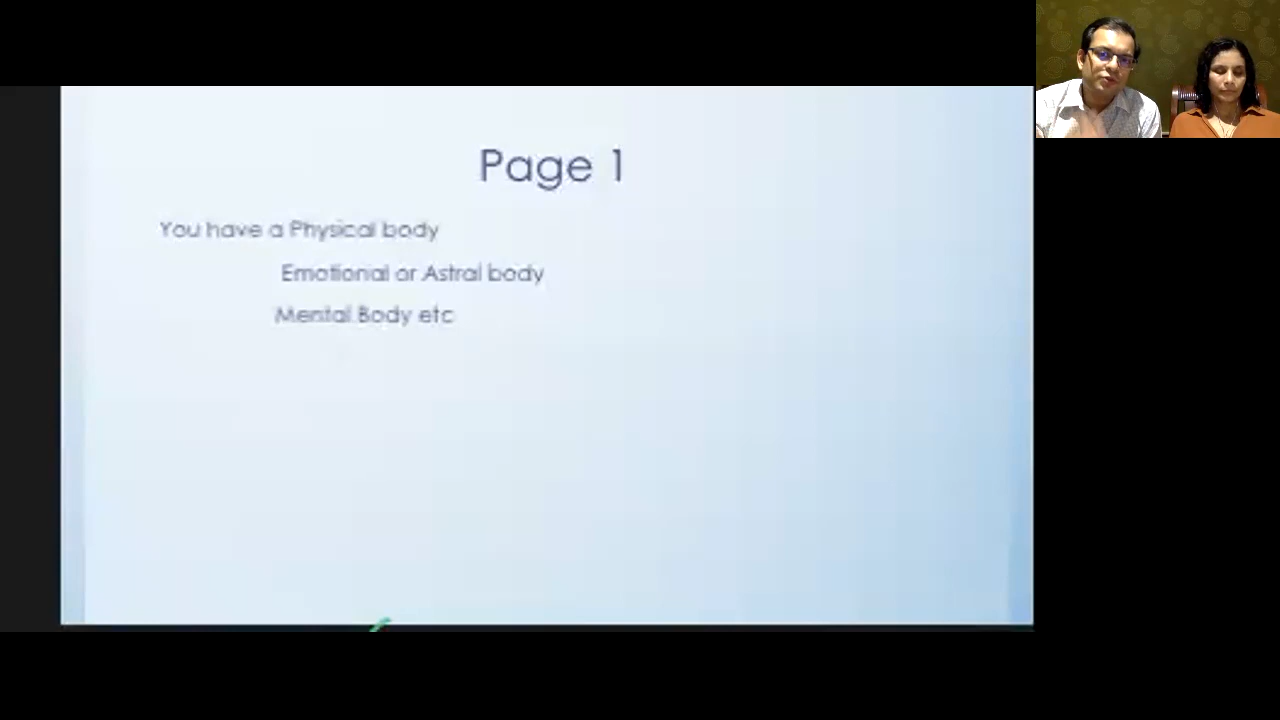 Page 1
You have a Physical body
Emotional or Astral body
Mental Body etc